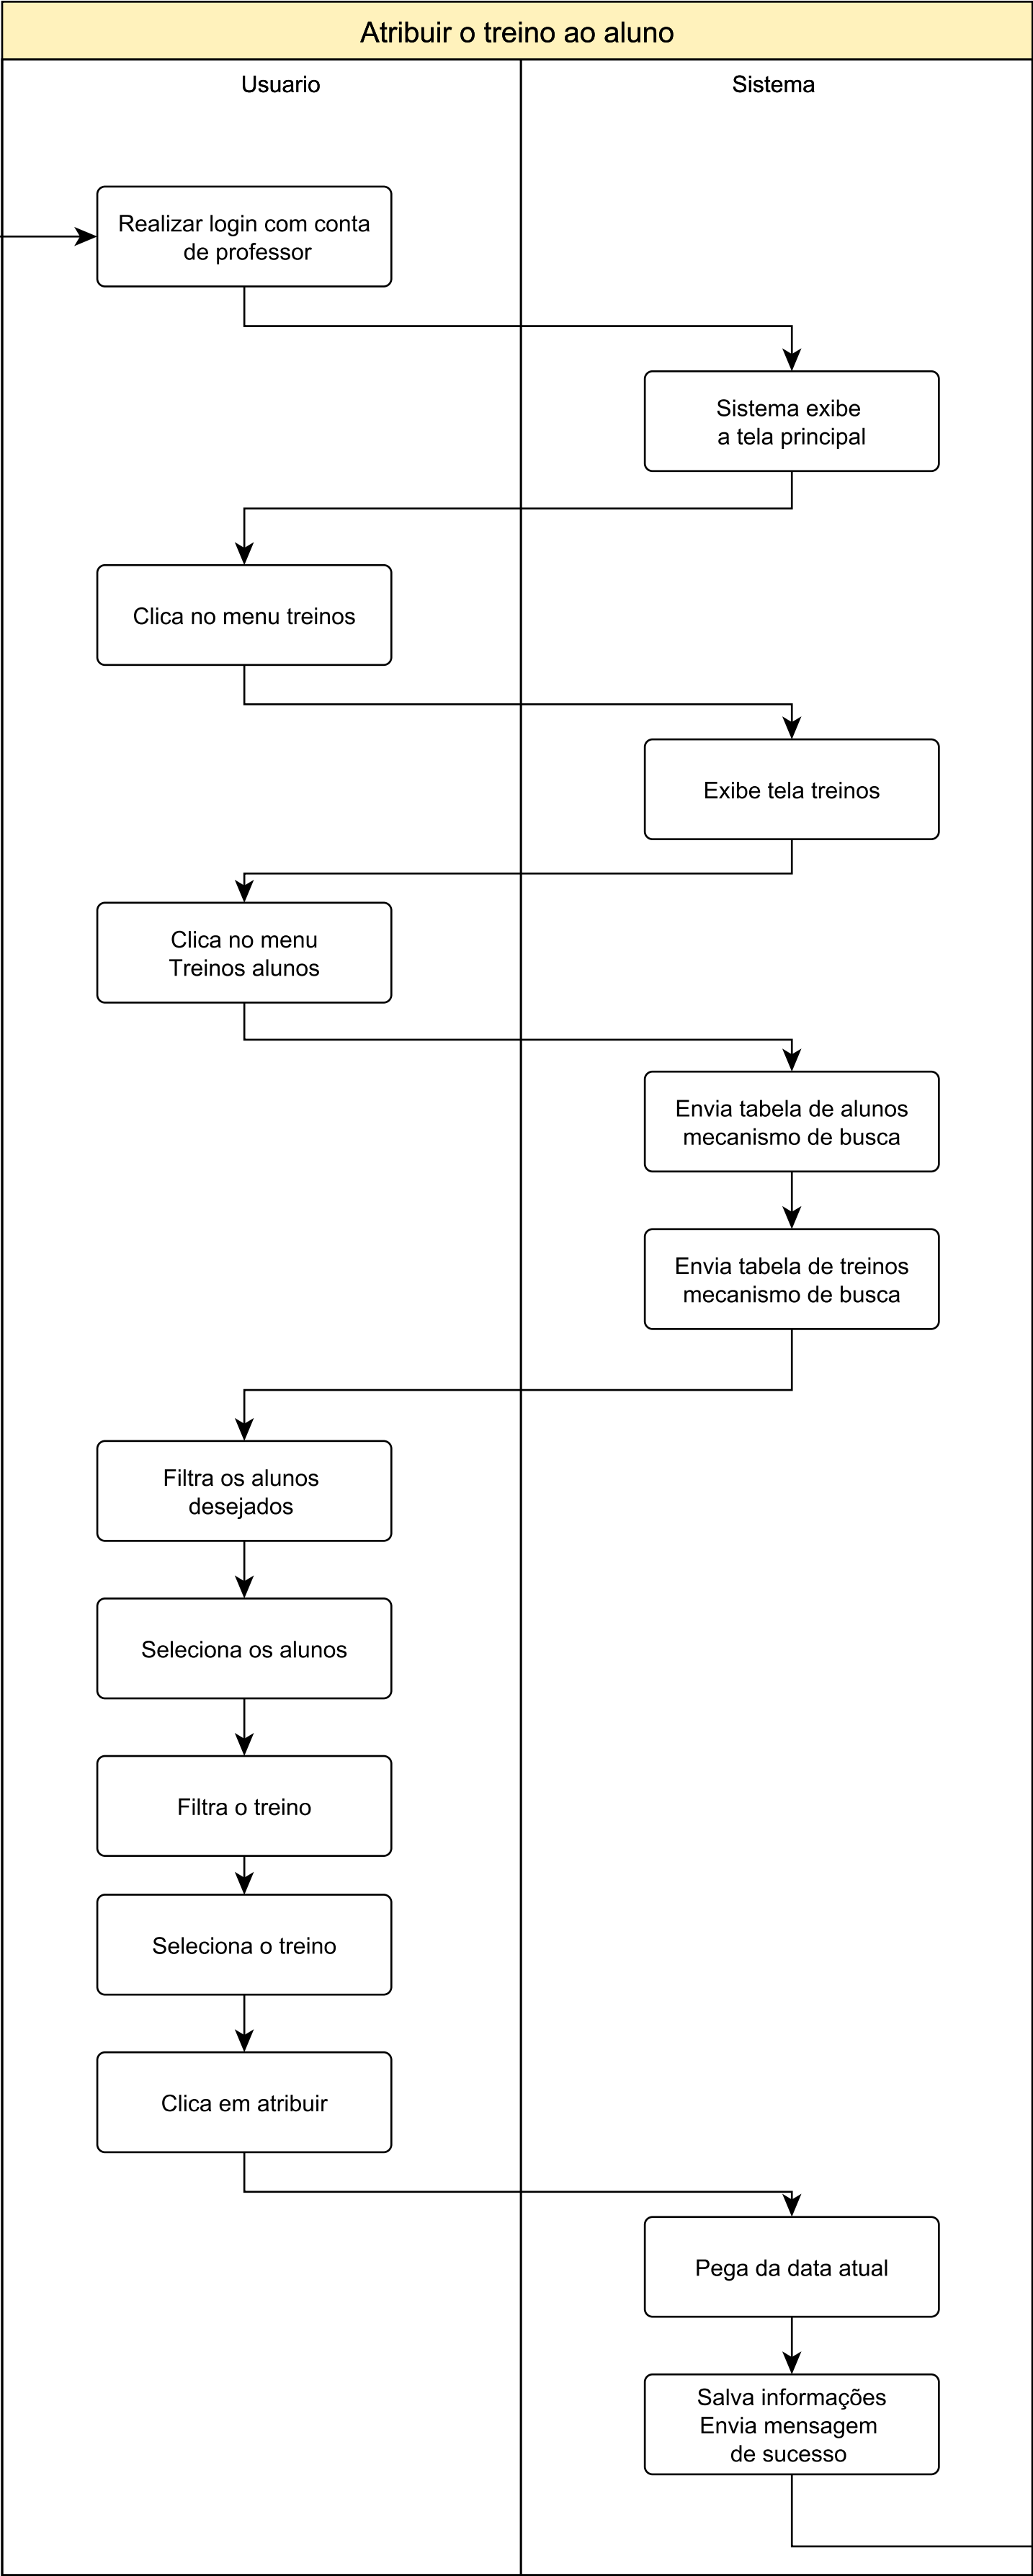 Atribuir o treino ao aluno
Usuario
Sistema
Realizar login com conta
de professor
Sistema exibe
a tela principal
Clica no menu treinos
Exibe tela treinos
Clica no menu
Treinos alunos
Envia tabela de alunos
mecanismo de busca
Envia tabela de treinos
mecanismo de busca
Filtra os alunos
desejados
Seleciona os alunos
Filtra o treino
Seleciona o treino
Clica em atribuir
Pega da data atual
Salva informações
Envia mensagem
de sucesso